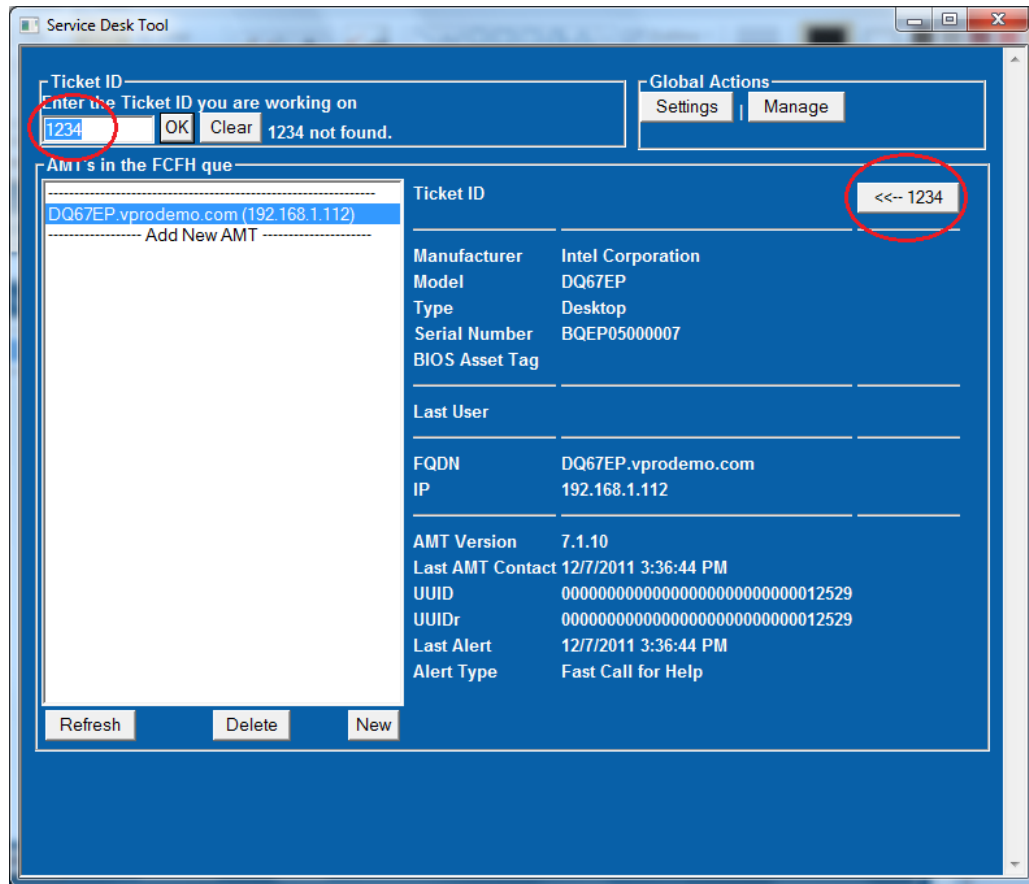 Service Desk Tool
Ticket ID
Enter the Ticket ID you are working on
1234 OK Clear 1234 not found.
Global Actions
Settings | Manage
AMT's in the FCFH que
----------------------------------------------------------------
DQ67EP.vprodemo.com (192.168.1.112)
------------------ Add New AMT ---------------------
Refresh Delete New
Ticket ID <<-- 1234
Manufacturer Intel Corporation
Model DQ67EP
Type Desktop
Serial Number BQEP05000007
BIOS Asset Tag
Last User
FQDN DQ67EP.vprodemo.com
IP 192.168.1.112
AMT Version 7.1.10
Last AMT Contact 12/7/2011 3:36:44 PM
UUID 00000000000000000000000000012529
UUIDr 00000000000000000000000000012529
Last Alert 12/7/2011 3:36:44 PM
Alert Type Fast Call for Help